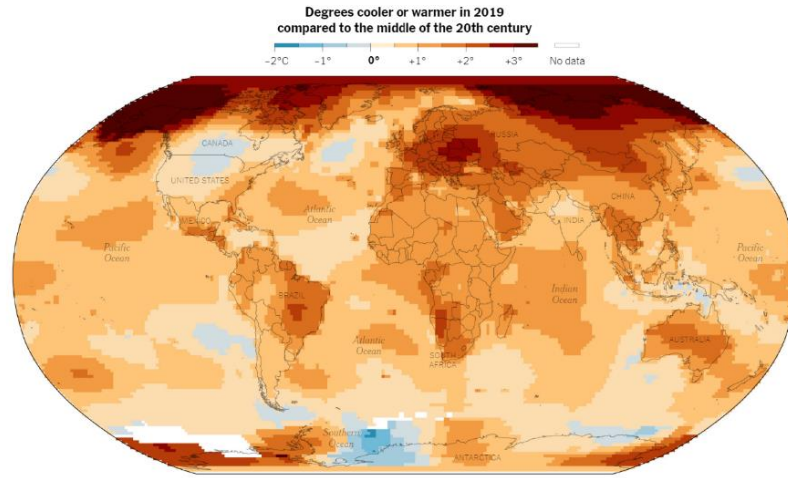 Degrees cooler or warmer in 2019
compared to the middle of the 20th century
–2°C –1° 0° +1° +2° +3° No data
CANADA
RUSSIA
UNITED STATES
CHINA
Atlantic
Ocean
MEXICO
INDIA
Pacific
Ocean
Pacific
Ocean
BRAZIL
Indian
Ocean
Atlantic
Ocean
AUSTRALIA
SOUTH
AFRICA
Southern
Ocean
ANTARCTICA